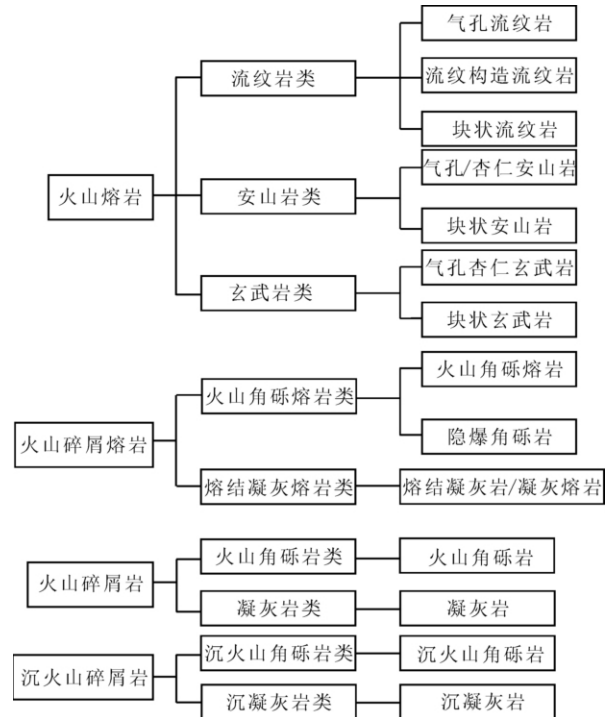 气孔流纹岩
流纹岩类
流纹构造流纹岩
块状流纹岩
气孔/杏仁安山岩
火山熔岩
安山岩类
块状安山岩
气孔杏仁玄武岩
玄武岩类
块状玄武岩
火山角砾熔岩
火山角砾熔岩类
隐爆角砾岩
火山碎屑熔岩
熔结凝灰熔岩类
熔结凝灰岩/凝灰熔岩
火山角砾岩类
火山角砾岩
火山碎屑岩
凝灰岩类
凝灰岩
沉火山角砾岩类
沉火山角砾岩
沉火山碎屑岩
沉凝灰岩类
沉凝灰岩